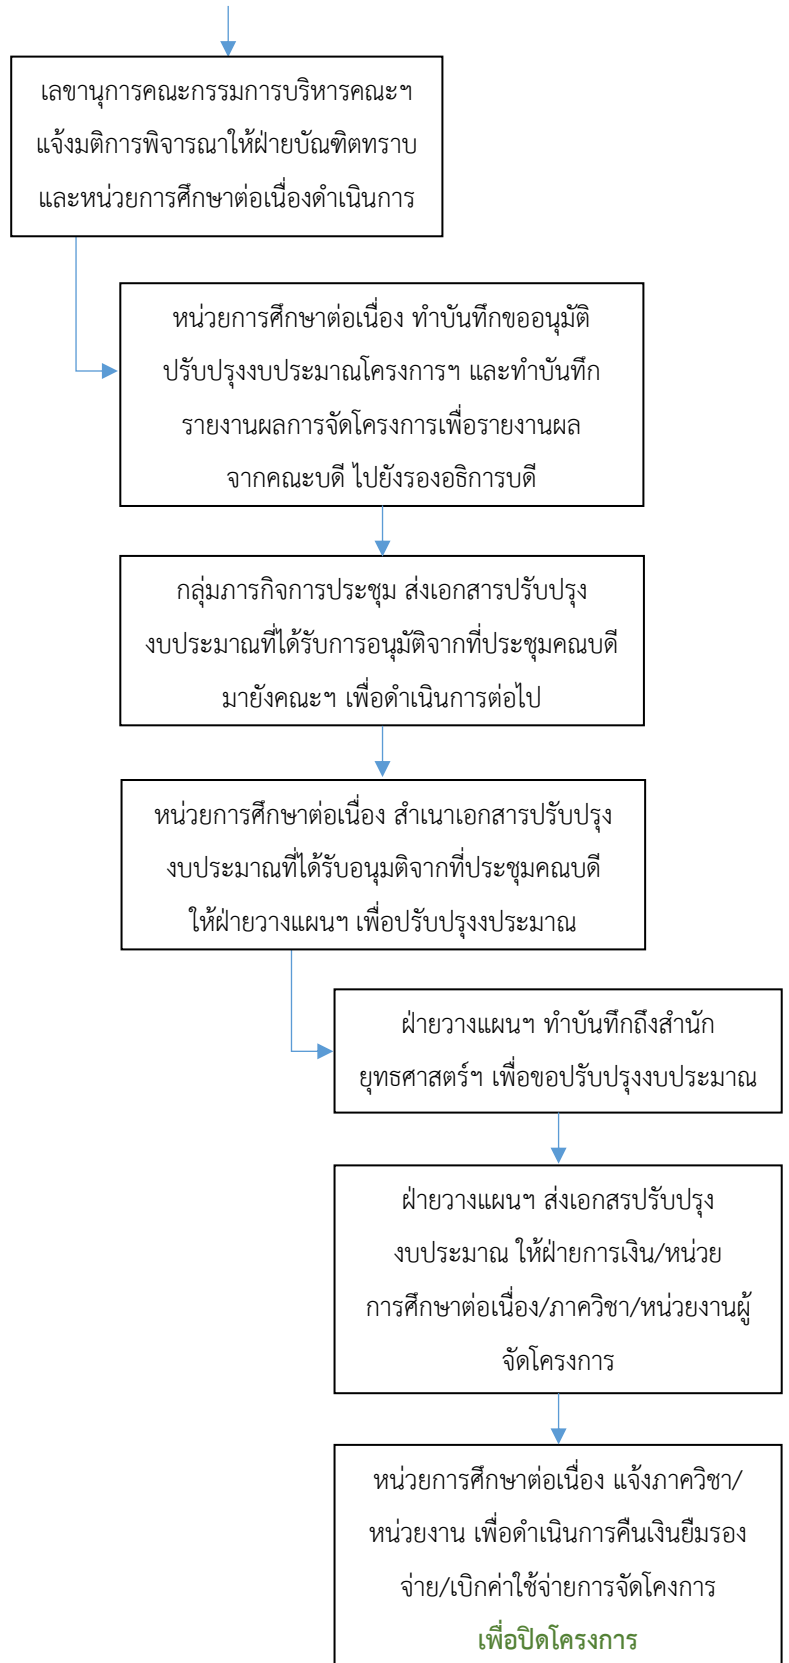 เลขานุการคณะกรรมการบริหารคณะฯ
แจ้งมติการพิจารณาให้ฝ่ายบัณฑิตทราบ
และหน่วยการศึกษาต่อเนื่องดำเนินการ
หน่วยการศึกษาต่อเนื่อง ทำบันทึกขออนุมัติ
ปรับปรุงงบประมาณโครงการฯ และทำบันทึก
รายงานผลการจัดโครงการเพื่อรายงานผล
จากคณะบดี ไปยังรองอธิการบดี
กลุ่มภารกิจการประชุม ส่งเอกสารปรับปรุง
งบประมาณที่ได้รับการอนุมัติจากที่ประชุมคณบดี
มายังคณะฯ เพื่อดำเนินการต่อไป
หน่วยการศึกษาต่อเนื่อง สำเนาเอกสารปรับปรุง
งบประมาณที่ได้รับอนุมติจากที่ประชุมคณบดี
ให้ฝ่ายวางแผนฯ เพื่อปรับปรุงงประมาณ
ฝ่ายวางแผนฯ ทำบันทึกถึงสำนัก
ยุทธศาสตร์ฯ เพื่อขอปรับปรุงงบประมาณ
ฝ่ายวางแผนฯ ส่งเอกสรปรับปรุง
งบประมาณ ให้ฝ่ายการเงิน/หน่วย
การศึกษาต่อเนื่อง/ภาควิชา/หน่วยงานผู้
จัดโครงการ
หน่วยการศึกษาต่อเนื่อง แจ้งภาควิชา/
หน่วยงาน เพื่อดำเนินการคืนเงินยืมรอง
จ่าย/เบิกค่าใช้จ่ายการจัดโคงการ
เพื่อปิดโครงการ